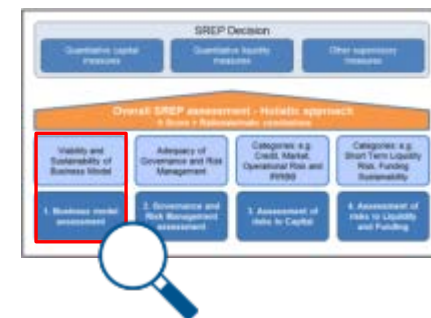 SREP Decision
Quantitative capital
measures
Quantitative liquidity
measures
Other supervisory
measures
Overall SREP assessment - Holistic approach
Viability and
Sustainability of
Business Model
Adequacy of
Governance and Risk
Management
Categories: e.g.
Credit, Market,
Operational Risk and
IRRBB
Categories: e.g.
Short Term Liquidity
Risk, Funding
Sustainability
1. Business model
assessment
2. Governance and
Risk Management
assessment
3. Assessment of
risks to Capital
4. Assessment of
risks to Liquidity
and Funding